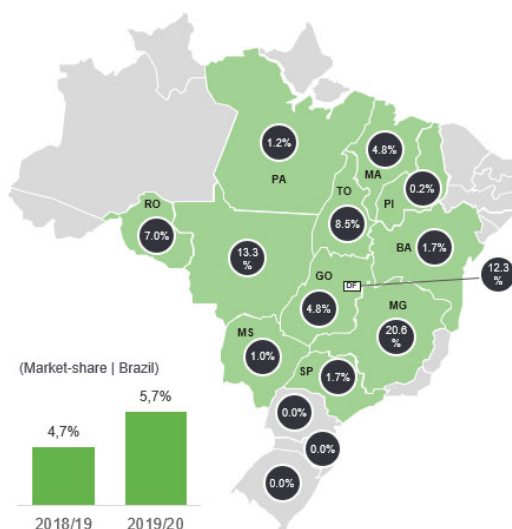 1.2%
PA
4.8%
MA
0.2%
PI
TO
8.5%
RO
7.0%
13.3
%
BA
1.7%
12.3
%
GO
DF
4.8%
MG
20.6
%
MS
1.0%
SP
1.7%
0.0%
0.0%
0.0%
(Market-share | Brazil)
4,7%
5,7%
2018/19
2019/20